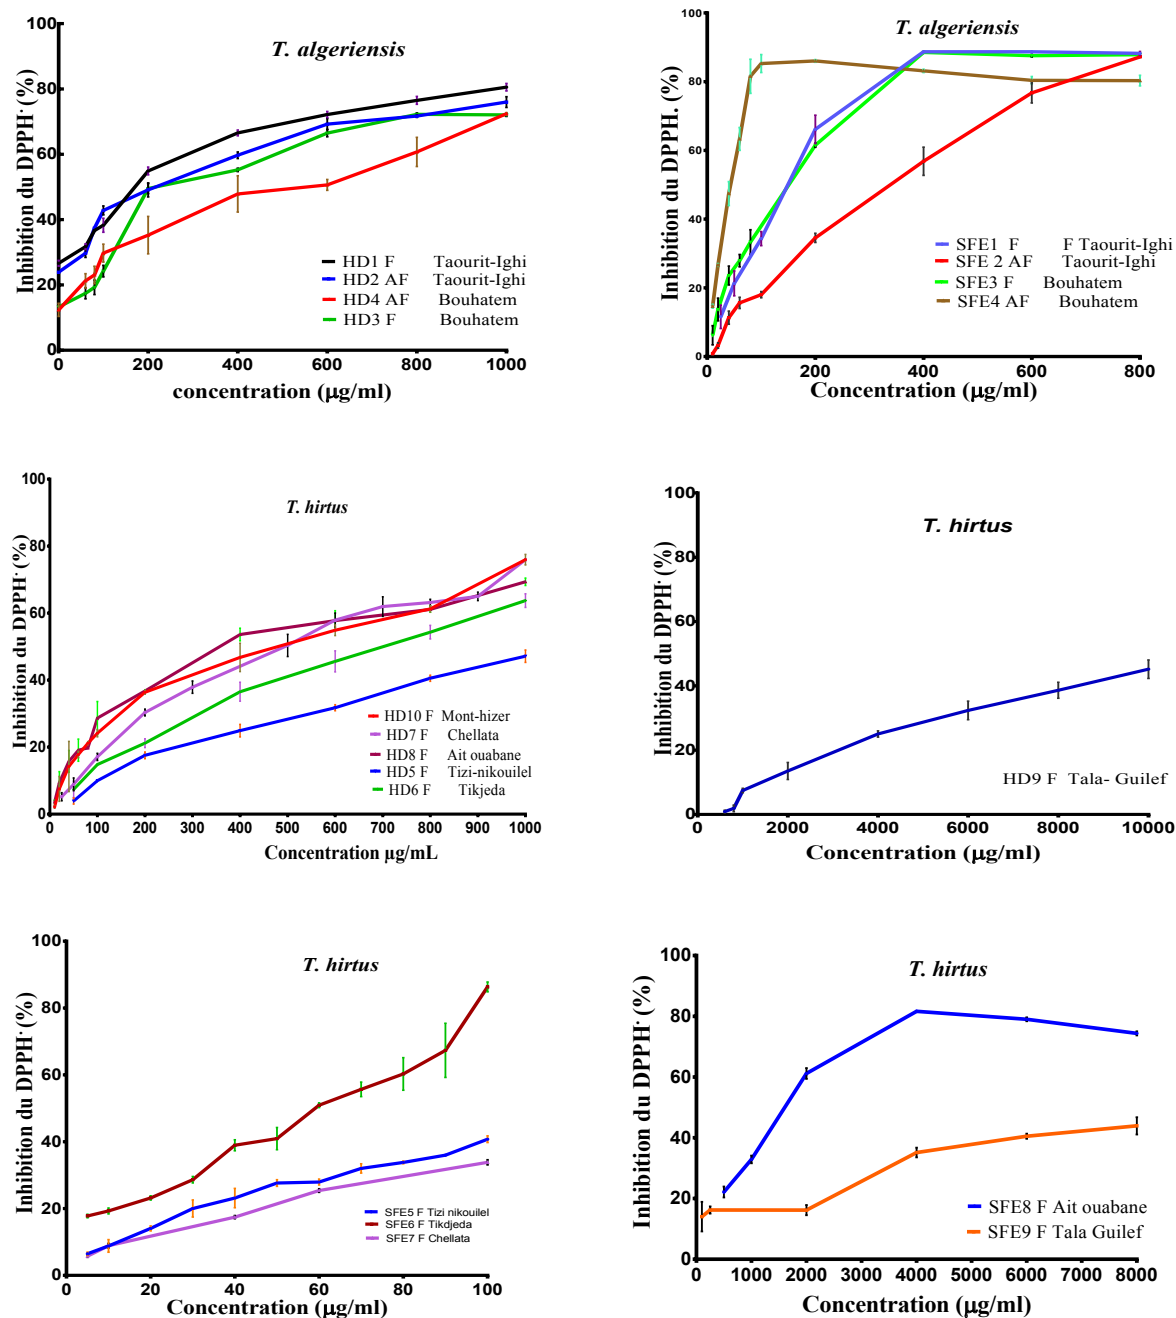 T. algeriensis
Inhibition du DPPH· (%)
100
80
60
40
20
0
HD1 F Taourit-Ighi
HD2 AF Taourit-Ighi
HD4 AF Bouhatem
HD3 F Bouhatem
0 200 400 600 800 1000
concentration (µg/ml)
T. algeriensis
Inhibition du DPPH. (%)
100
80
60
40
20
0
SFE1 F F Taourit-Ighi
SFE 2 AF Taourit-Ighi
SFE3 F Bouhatem
SFE4 AF Bouhatem
0 200 400 600 800
Concentration (µg/ml)
T. hirtus
Inhibition du DPPH· (%)
100
80
60
40
20
0
HD10 F Mont-hizer
HD7 F Chellata
HD8 F Ait ouabane
HD5 F Tizi-nikouilel
HD6 F Tikjeda
100 200 300 400 500 600 700 800 900 1000
Concentration µg/mL
T. hirtus
Inhibition du DPPH· (%)
100
80
60
40
20
0
HD9 F Tala- Guilef
2000 4000 6000 8000 10000
Concentration (µg/ml)
T. hirtus
Inhibition du DPPH· (%)
100
80
60
40
20
0
SFE5 F Tizi nikouilel
SFE6 F Tikdjeda
SFE7 F Chellata
0 20 40 60 80 100
Concentration (µg/ml)
T. hirtus
Inhibition du DPPH· (%)
100
80
60
40
20
0
SFE8 F Ait ouabane
SFE9 F Tala Guilef
0 1000 2000 3000 4000 5000 6000 7000 8000
Concentration (µg/ml)